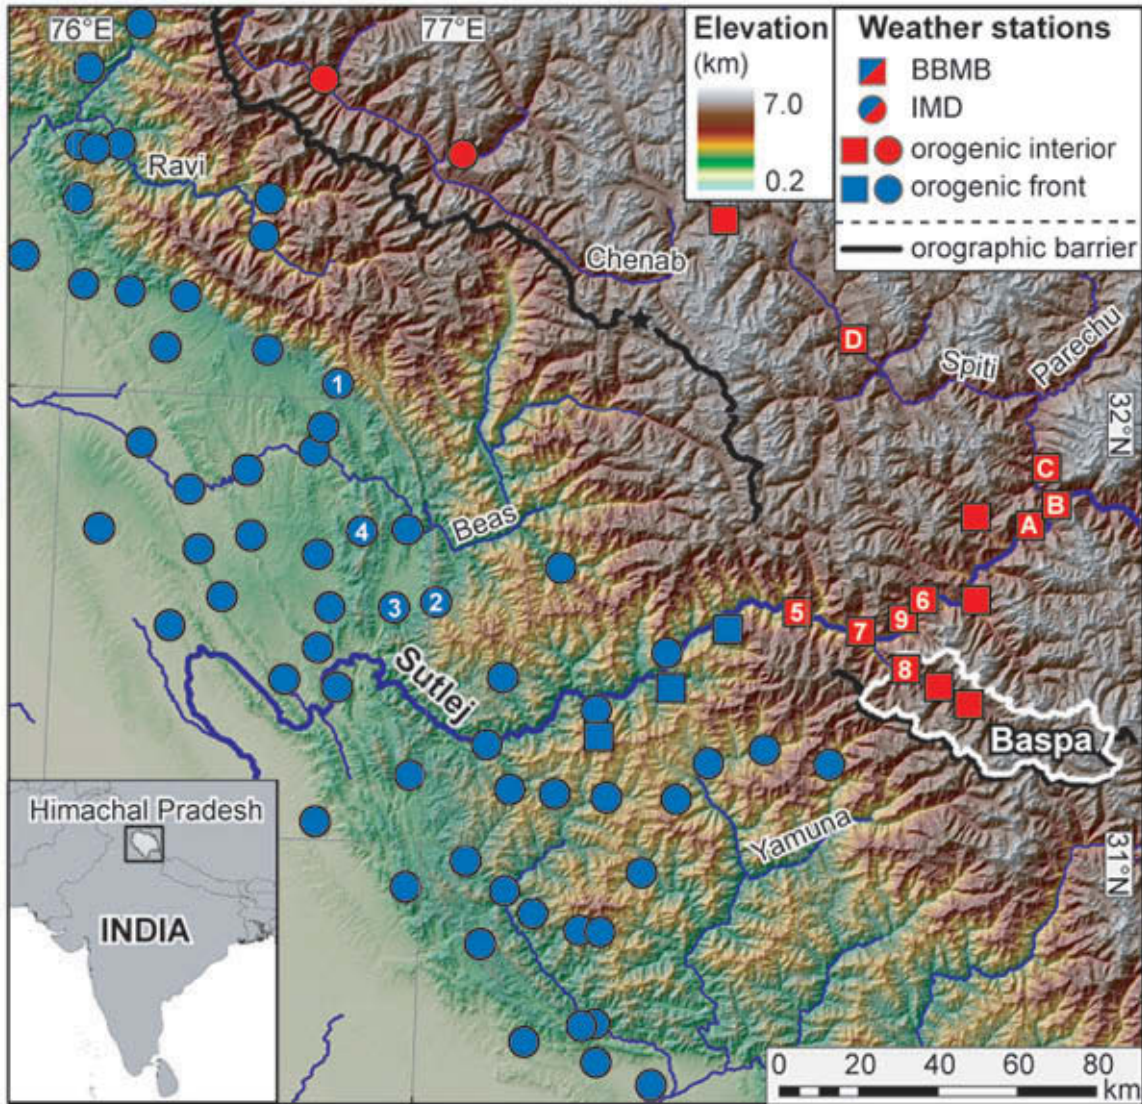 76°E
77°E
Elevation
(km)
7.0
0.2
Weather stations
BBMB
IMD
orogenic interior
orogenic front
orographic barrier
Ravi
Chenab
D
Spiti
Parechu
1
32°N
C
B
A
Beas
4
3
2
5
7
9
6
8
Sutlej
Baspa
Yamuna
31°N
Himachal Pradesh
INDIA
0 20 40 60 80
km